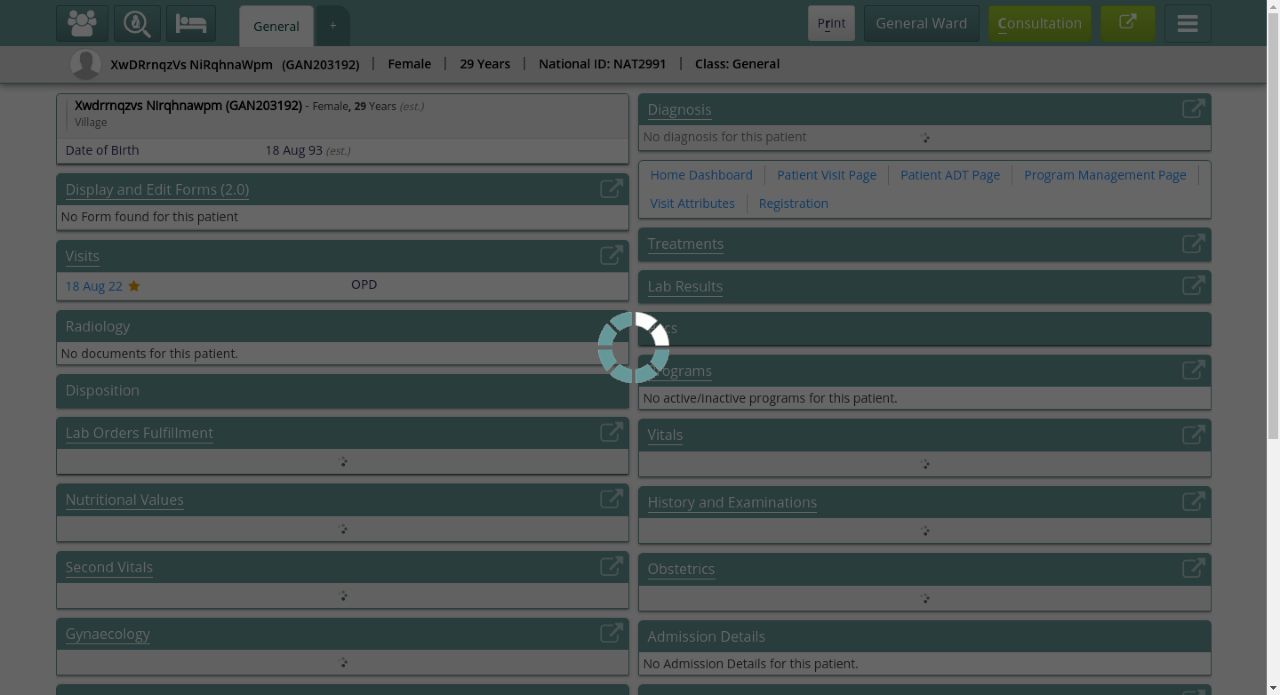 General
+
Print
General Ward
Consultation
XwDRrnqzVs NiRqhnaWpm (GAN203192) | Female | 29 Years | National ID: NAT2991 | Class: General
Xwdrrnqzvs Nirqhnawpm (GAN203192) - Female, 29 Years (est.)
Village
Date of Birth 18 Aug 93 (est.)
Display and Edit Forms (2.0)
No Form found for this patient
Visits
18 Aug 22 OPD
Radiology
No documents for this patient.
Disposition
Lab Orders Fulfillment
Nutritional Values
Second Vitals
Gynaecology
Diagnosis
No diagnosis for this patient
Home Dashboard | Patient Visit Page | Patient ADT Page | Program Management Page |
Visit Attributes | Registration
Treatments
Lab Results
Programs
No active/inactive programs for this patient.
Vitals
History and Examinations
Obstetrics
Admission Details
No Admission Details for this patient.